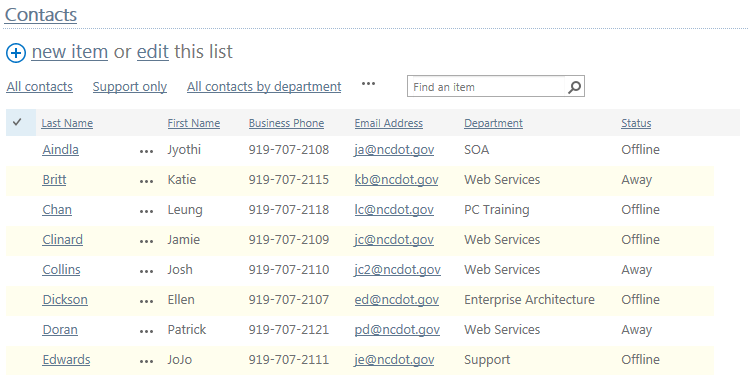 Contacts
new item or edit this list
All contacts Support only All contacts by department ••• Find an item
Last Name First Name Business Phone Email Address Department Status
Aindla ••• Jyothi 919-707-2108 ja@ncdot.gov SOA Offline
Britt ••• Katie 919-707-2115 kb@ncdot.gov Web Services Away
Chan ••• Leung 919-707-2118 lc@ncdot.gov PC Training Offline
Clinard ••• Jamie 919-707-2109 jc@ncdot.gov Web Services Offline
Collins ••• Josh 919-707-2110 jc2@ncdot.gov Web Services Away
Dickson ••• Ellen 919-707-2107 ed@ncdot.gov Enterprise Architecture Offline
Doran ••• Patrick 919-707-2121 pd@ncdot.gov Web Services Away
Edwards ••• JoJo 919-707-2111 je@ncdot.gov Support Offline